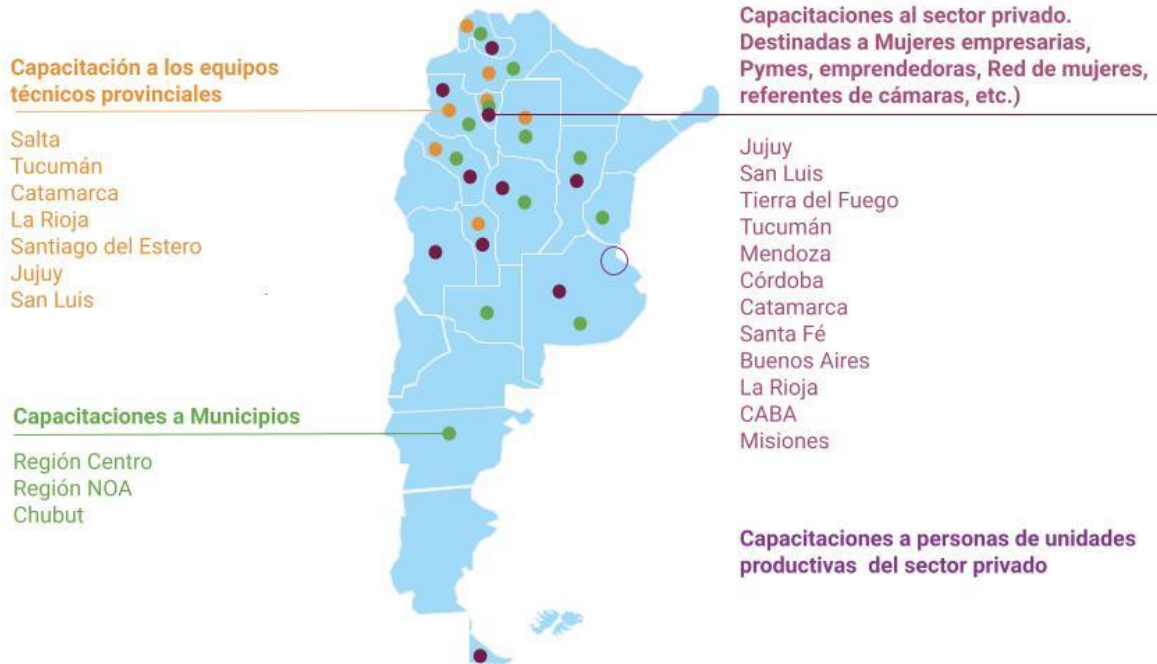 Capacitación a los equipos
técnicos provinciales
Salta
Tucumán
Catamarca
La Rioja
Santiago del Estero
Jujuy
San Luis
Capacitaciones a Municipios
Región Centro
Región NOA
Chubut
Capacitaciones al sector privado.
Destinadas a Mujeres empresarias,
Pymes, emprendedoras, Red de mujeres,
referentes de cámaras, etc.)
Jujuy
San Luis
Tierra del Fuego
Tucumán
Mendoza
Córdoba
Catamarca
Santa Fé
Buenos Aires
La Rioja
CABA
Misiones
Capacitaciones a personas de unidades
productivas del sector privado